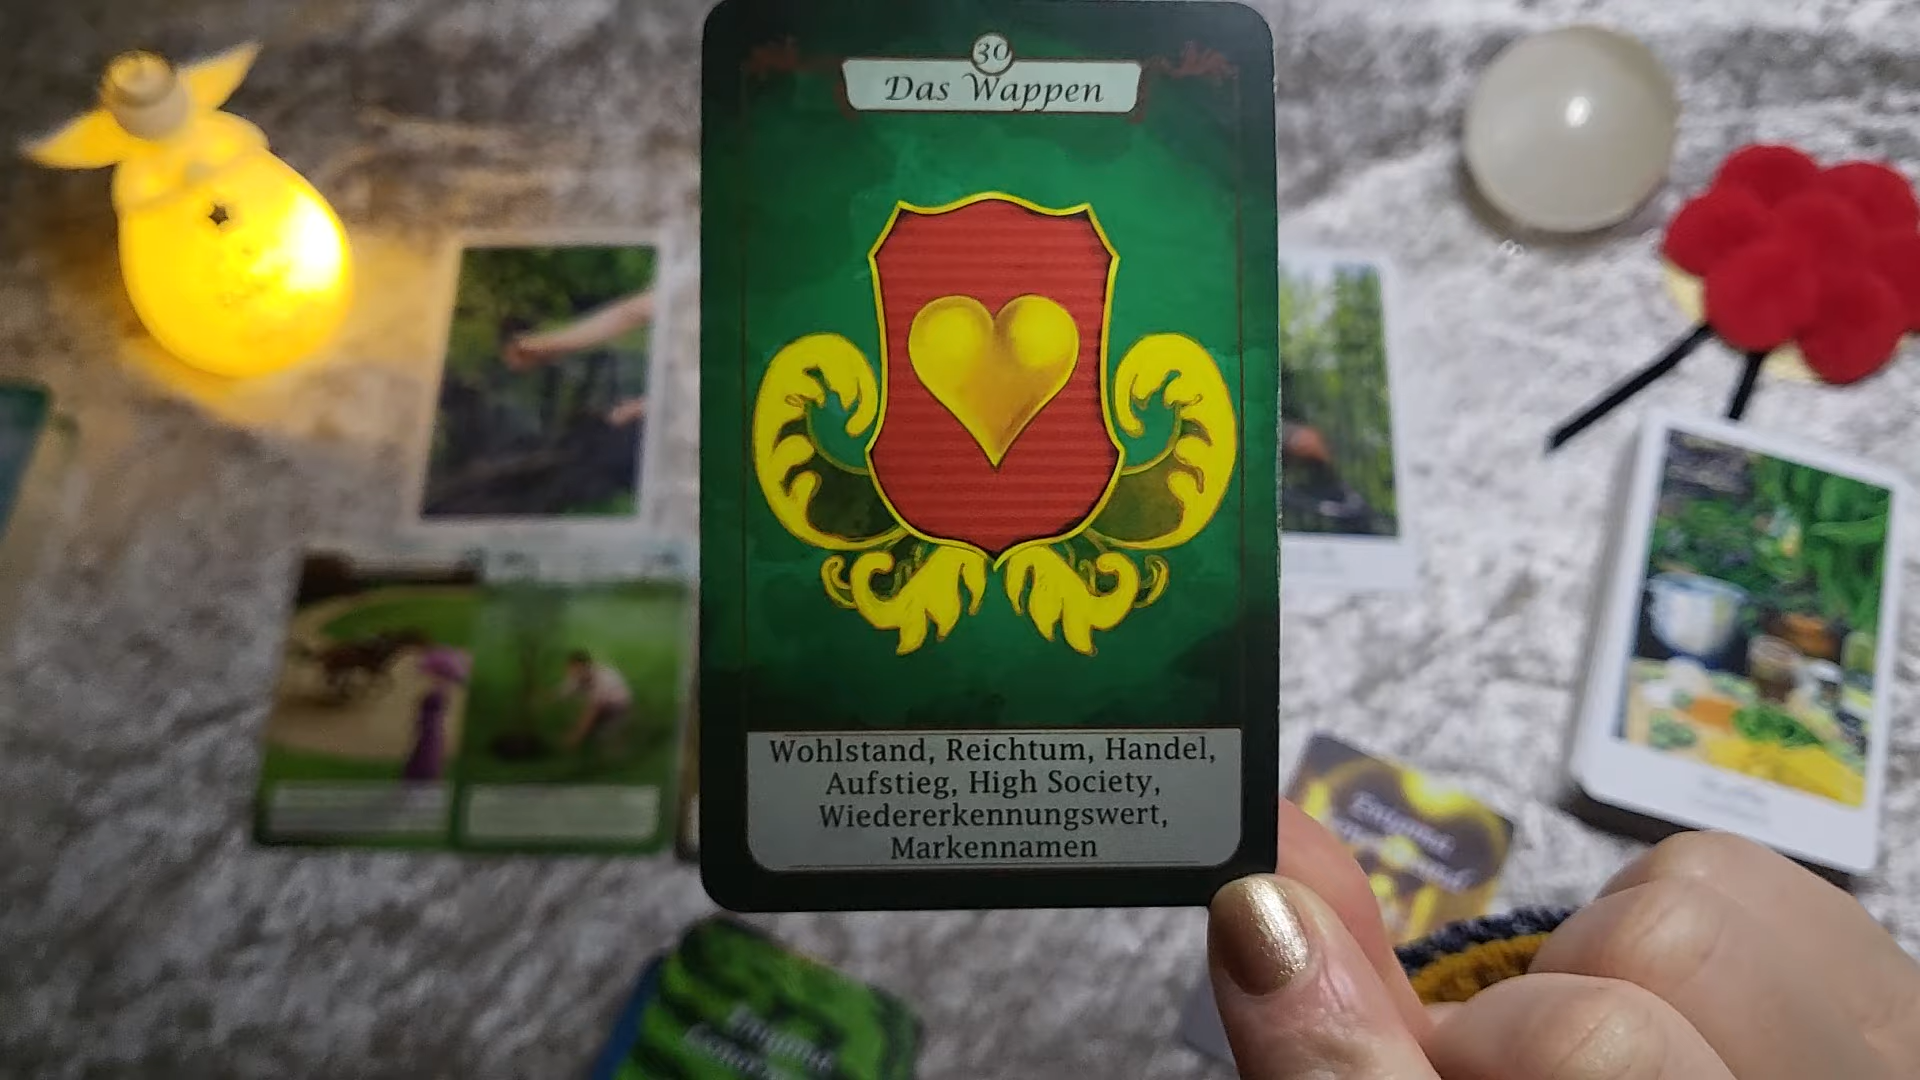 30
Das Wappen
Wohlstand, Reichtum, Handel,
Aufstieg, High Society,
Wiedererkennungswert,
Markennamen